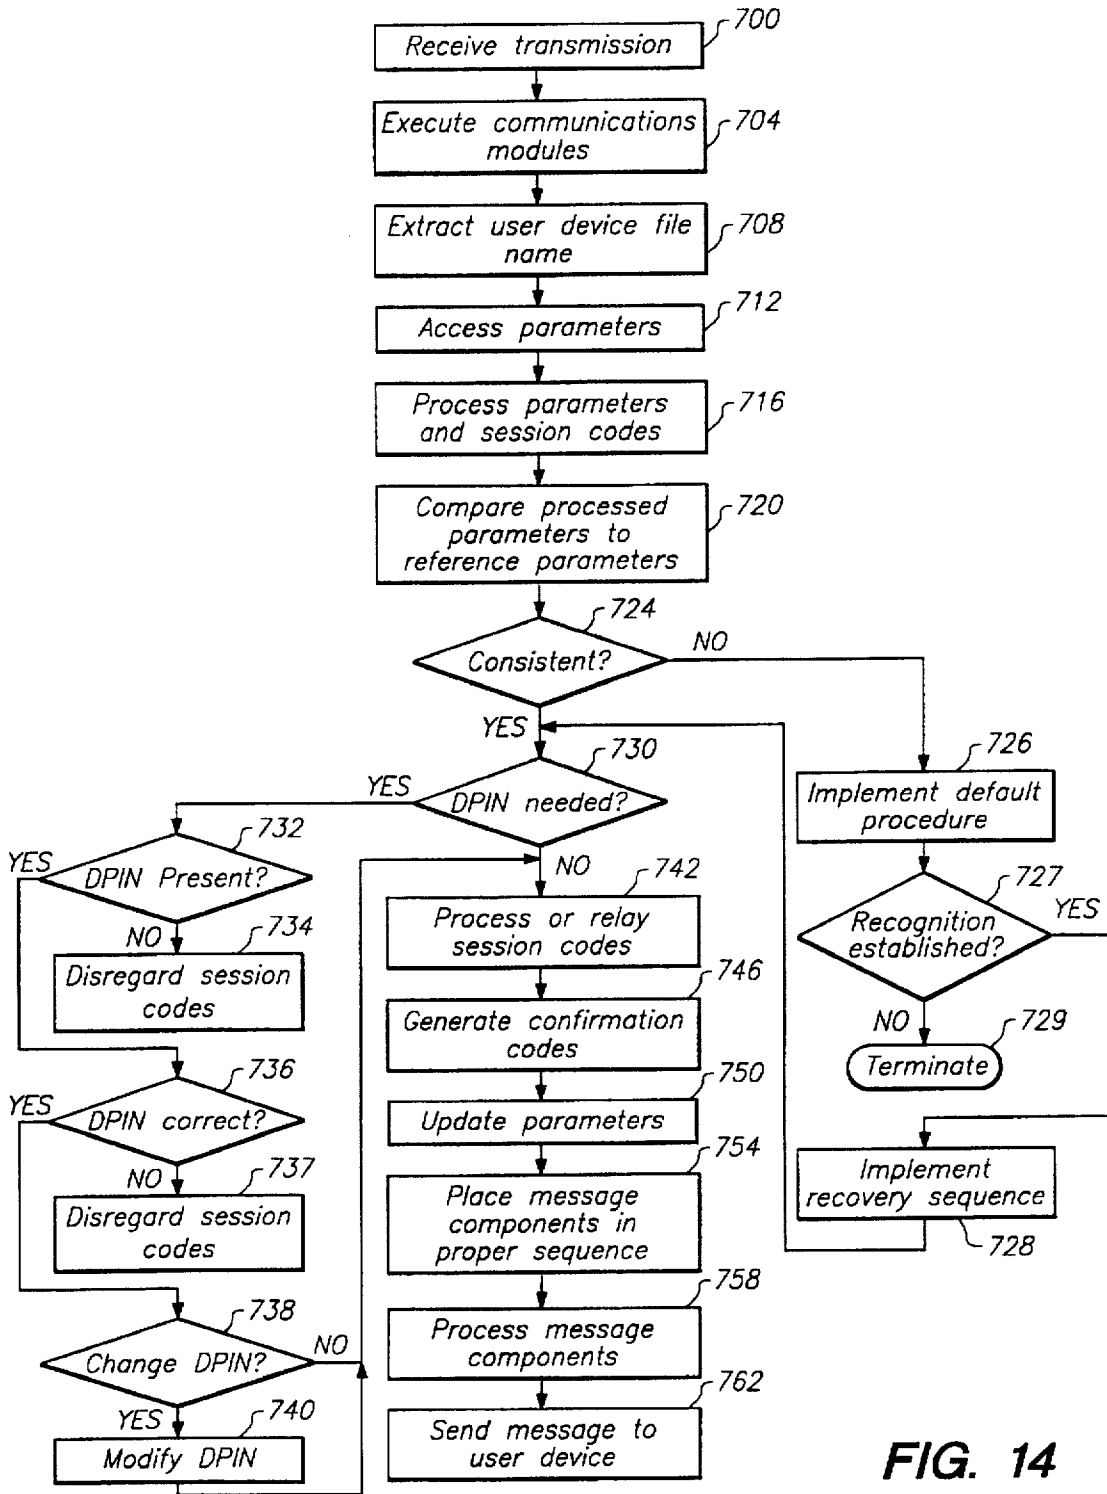 700
Receive transmission
704
Execute communications
modules
708
Extract user device file
name
712
Access parameters
716
Process parameters
and session codes
720
Compare processed
parameters to
reference parameters
724
Consistent?
NO
YES
730
DPIN needed?
YES
NO
726
Implement default
procedure
727
Recognition
established?
YES
NO
729
Terminate
Implement
recovery sequence
728
732
DPIN Present?
YES
NO
734
Disregard session
codes
736
DPIN correct?
YES
NO
737
Disregard session
codes
738
Change DPIN?
NO
YES
740
Modify DPIN
742
Process or relay
session codes
746
Generate confirmation
codes
750
Update parameters
754
Place message
components in
proper sequence
758
Process message
components
762
Send message to
user device
FIG. 14